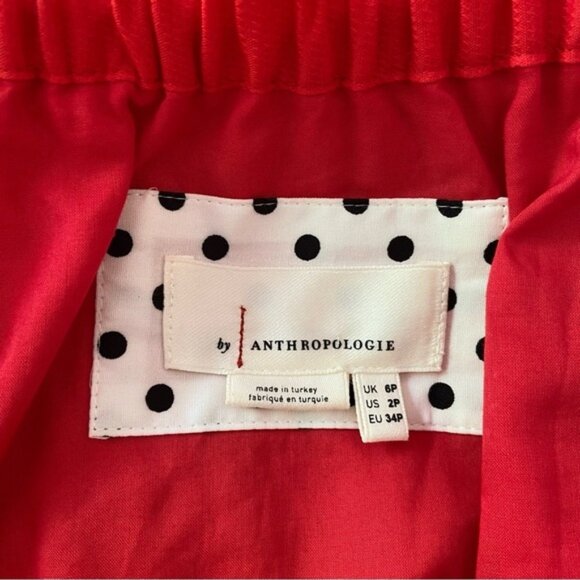 by ANTHROPOLOGIE
made in turkey
fabriqué en turquie
UK 6P
US 2P
EU 34P